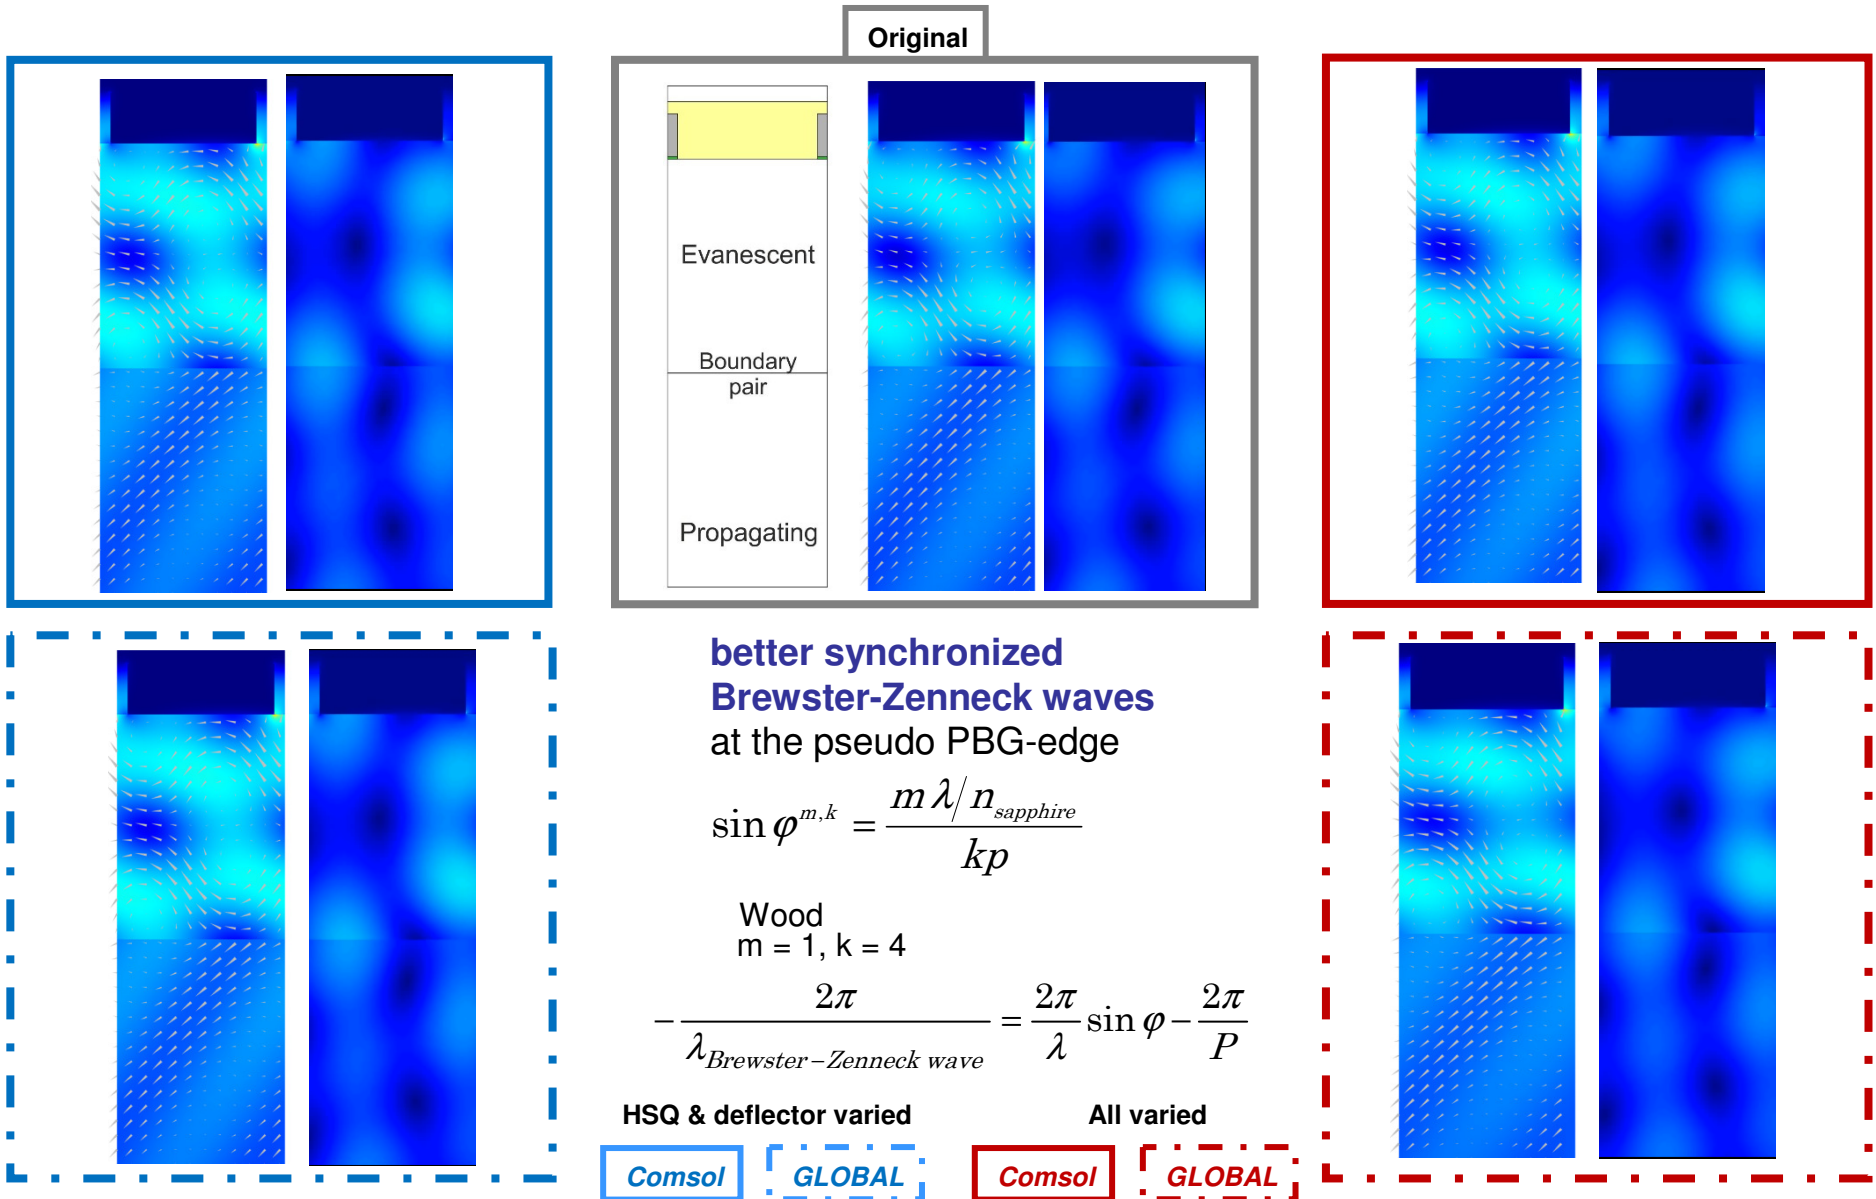 Original
Evanescent
Boundary
pair
Propagating
better synchronized
Brewster-Zenneck waves
at the pseudo PBG-edge
sin φ^{m,k} = (m λ/n_{sapphire}) / (kp)
Wood
m = 1, k = 4
−2π/λ_{Brewster−Zenneck wave} = 2π/λ sin φ − 2π/P
HSQ & deflector varied All varied
Comsol GLOBAL Comsol GLOBAL